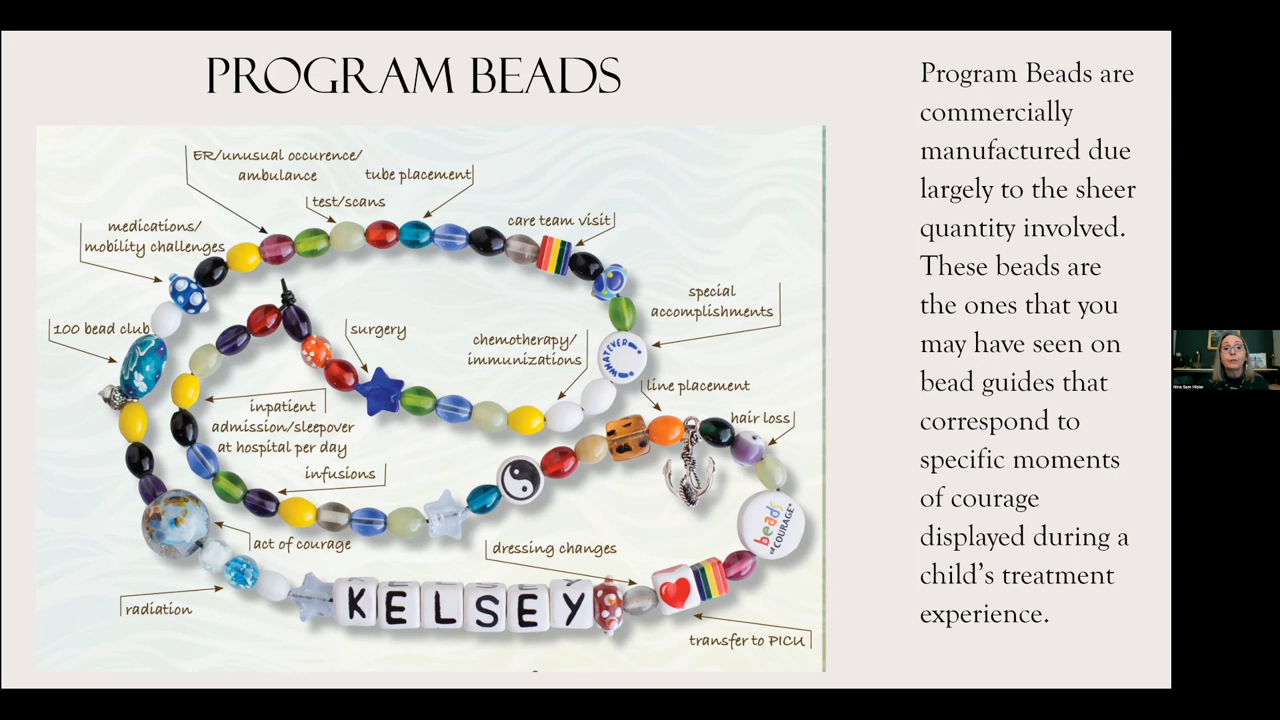 PROGRAM BEADS
ER/unusual occurence/
ambulance
tube placement
test/scans
care team visit
medications/
mobility challenges
special
accomplishments
100 bead club
surgery
chemotherapy/
immunizations
WHATEVER!
line placement
inpatient
admission/sleepover
at hospital per day
hair loss
infusions
beads
of COURAGE®
act of courage
dressing changes
radiation
KELSEY
transfer to PICU
Program Beads are
commercially
manufactured due
largely to the sheer
quantity involved.
These beads are
the ones that you
may have seen on
bead guides that
correspond to
specific moments
of courage
displayed during a
child's treatment
experience.
Nina Sam Hibler